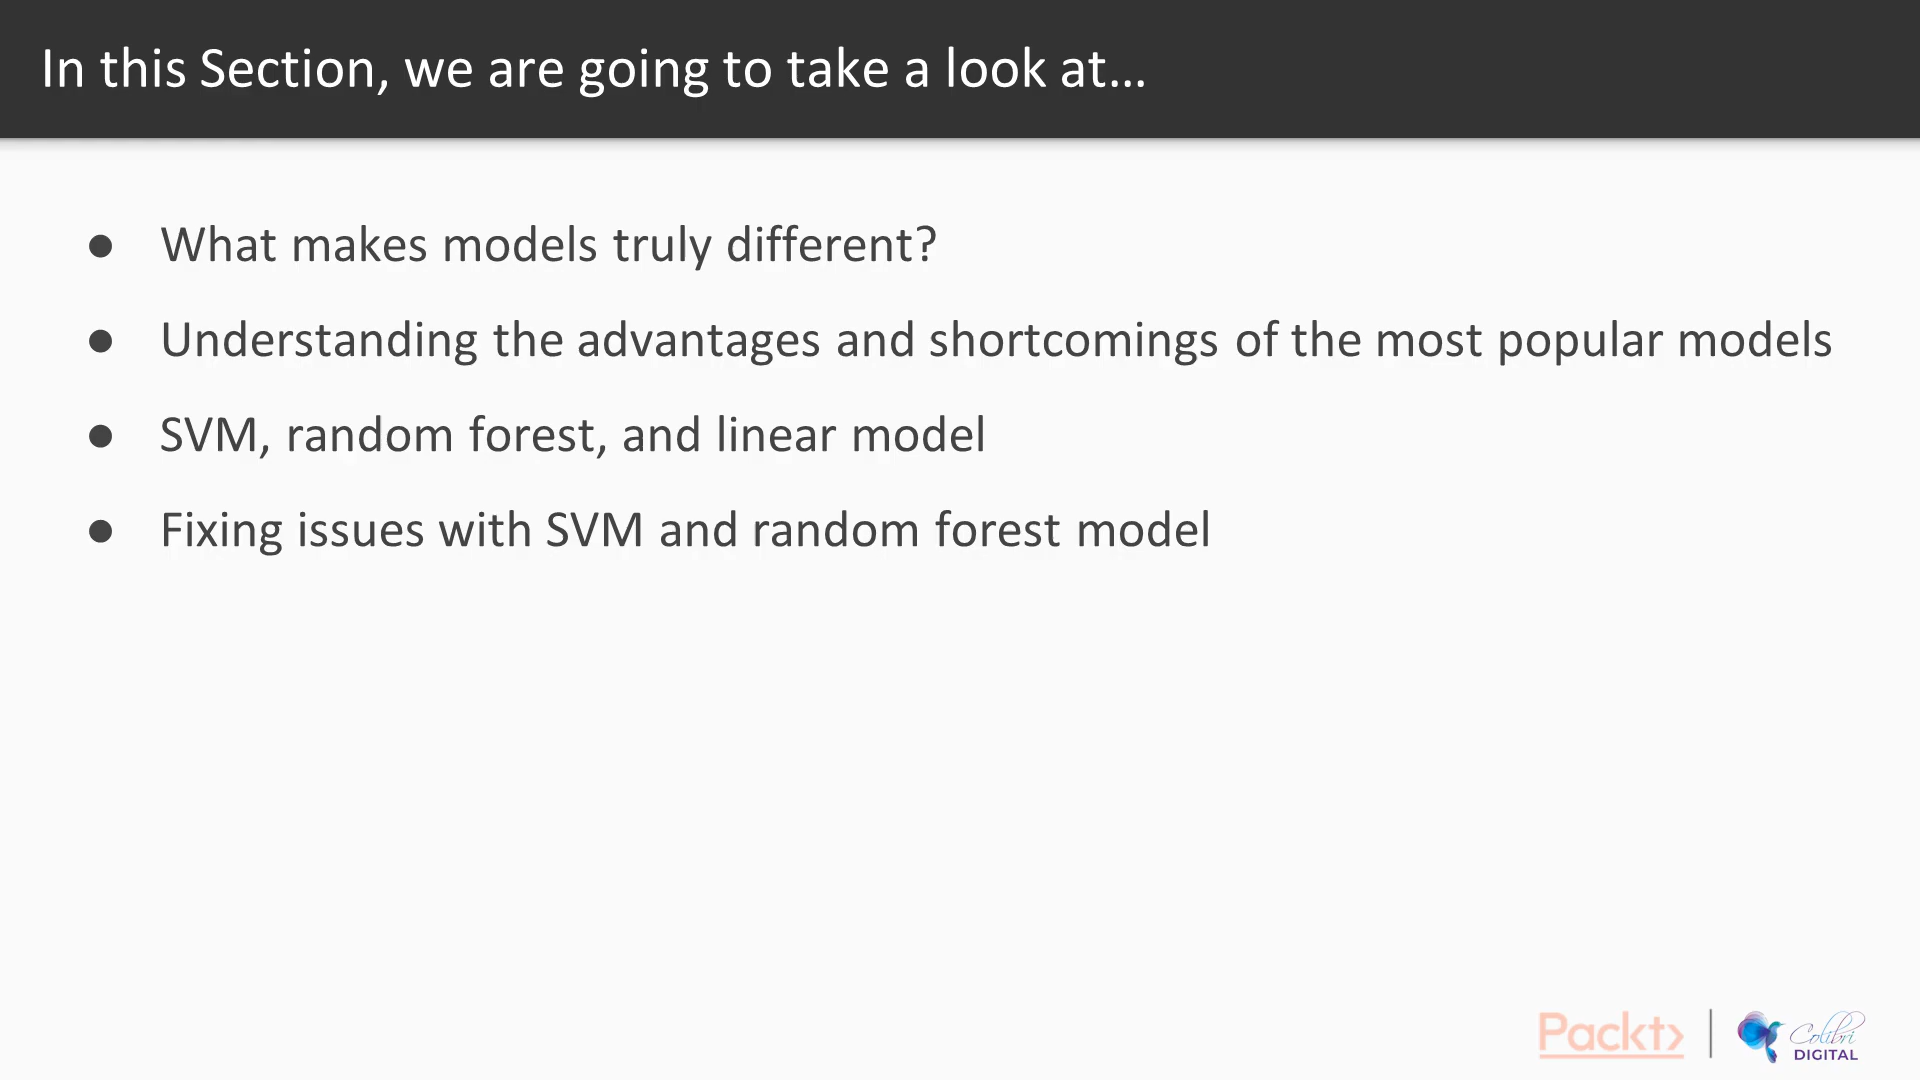 In this Section, we are going to take a look at…
● What makes models truly different?
● Understanding the advantages and shortcomings of the most popular models
● SVM, random forest, and linear model
● Fixing issues with SVM and random forest model
Packt>
Colibri
DIGITAL